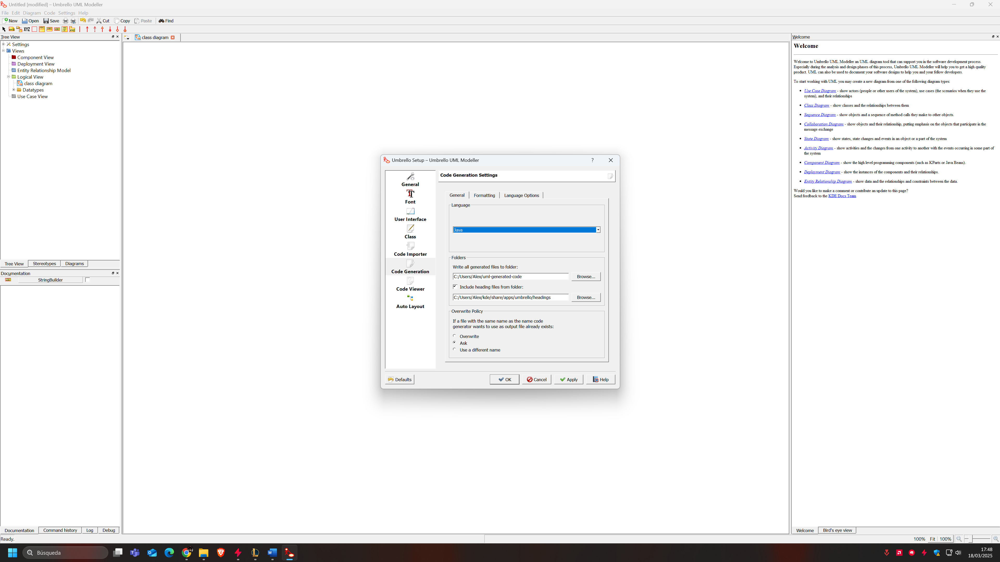 Untitled [modified] – Umbrello UML Modeller
File Edit Diagram Code Settings Help
New Open Save Cut Copy Paste Find
XYZ
Tree View
Settings
Views
Component View
Deployment View
Entity Relationship Model
Logical View
class diagram
Datatypes
Use Case View
Tree View Stereotypes Diagrams
Documentation
StringBuilder
Documentation Command history Log Debug
Ready.
class diagram
Umbrello Setup – Umbrello UML Modeller
?
General
Font
User Interface
Class
Code Importer
Code Generation
Code Viewer
Auto Layout
Code Generation Settings
General Formatting Language Options
Language
Java
Folders
Write all generated files to folder:
C:/Users/Alex/uml-generated-code Browse...
Include heading files from folder:
C:/Users/Alex/kde/share/apps/umbrello/headings Browse...
Overwrite Policy
If a file with the same name as the name code
generator wants to use as output file already exists:
Overwrite
Ask
Use a different name
Defaults OK Cancel Apply Help
Welcome
Welcome
Welcome to Umbrello UML Modeller an UML diagram tool that can support you in the software development process.
Especially during the analysis and design phases of this process, Umbrello UML Modeller will help you to get a high quality
product. UML can also be used to document your software designs to help you and your fellow developers.
To start working with UML you may create a new diagram from one of the following diagram types:
• Use Case Diagram - show actors (people or other users of the system), use cases (the scenarios when they use the
system), and their relationships
• Class Diagram - show classes and the relationships between them
• Sequence Diagram - show objects and a sequence of method calls they make to other objects.
• Collaboration Diagram - show objects and their relationship, putting emphasis on the objects that participate in the
message exchange
• State Diagram - show states, state changes and events in an object or a part of the system
• Activity Diagram - show activities and the changes from one activity to another with the events occurring in some part of
the system
• Component Diagram - show the high level programming components (such as KParts or Java Beans).
• Deployment Diagram - show the instances of the components and their relationships.
• Entity Relationship Diagram - show data and the relationships and constraints between the data.
Would you like to make a comment or contribute an update to this page?
Send feedback to the KDE Docs Team
Welcome Bird's eye view
100% Fit 100%
Búsqueda
17:48
18/03/2025